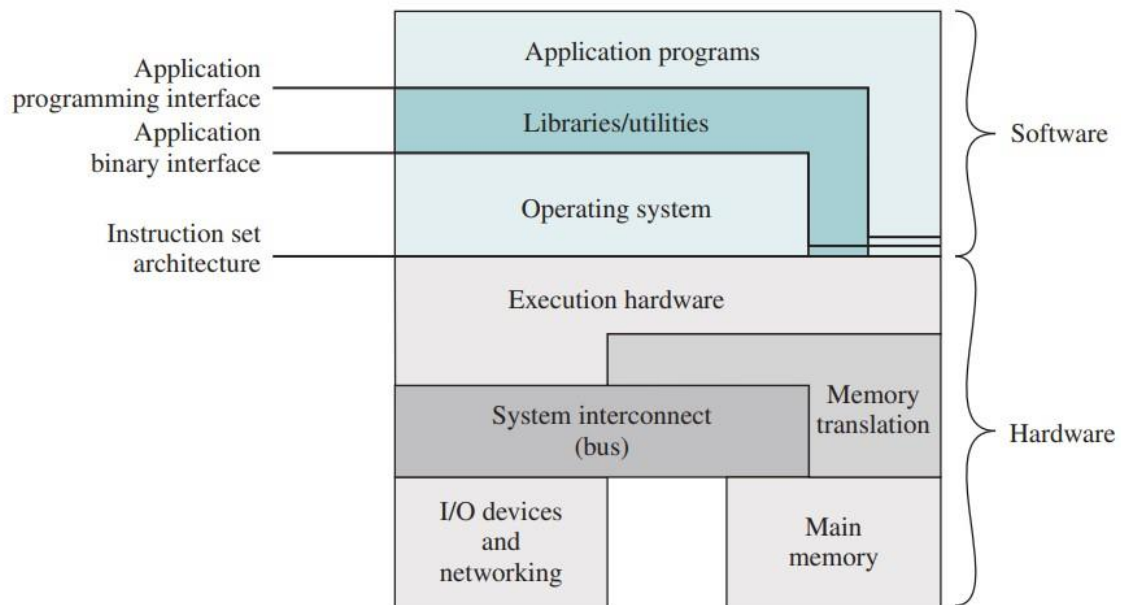 Application programs
Application
programming interface
Libraries/utilities
Application
binary interface
Software
Operating system
Instruction set
architecture
Execution hardware
Memory
translation
System interconnect
(bus)
Hardware
I/O devices
and
networking
Main
memory